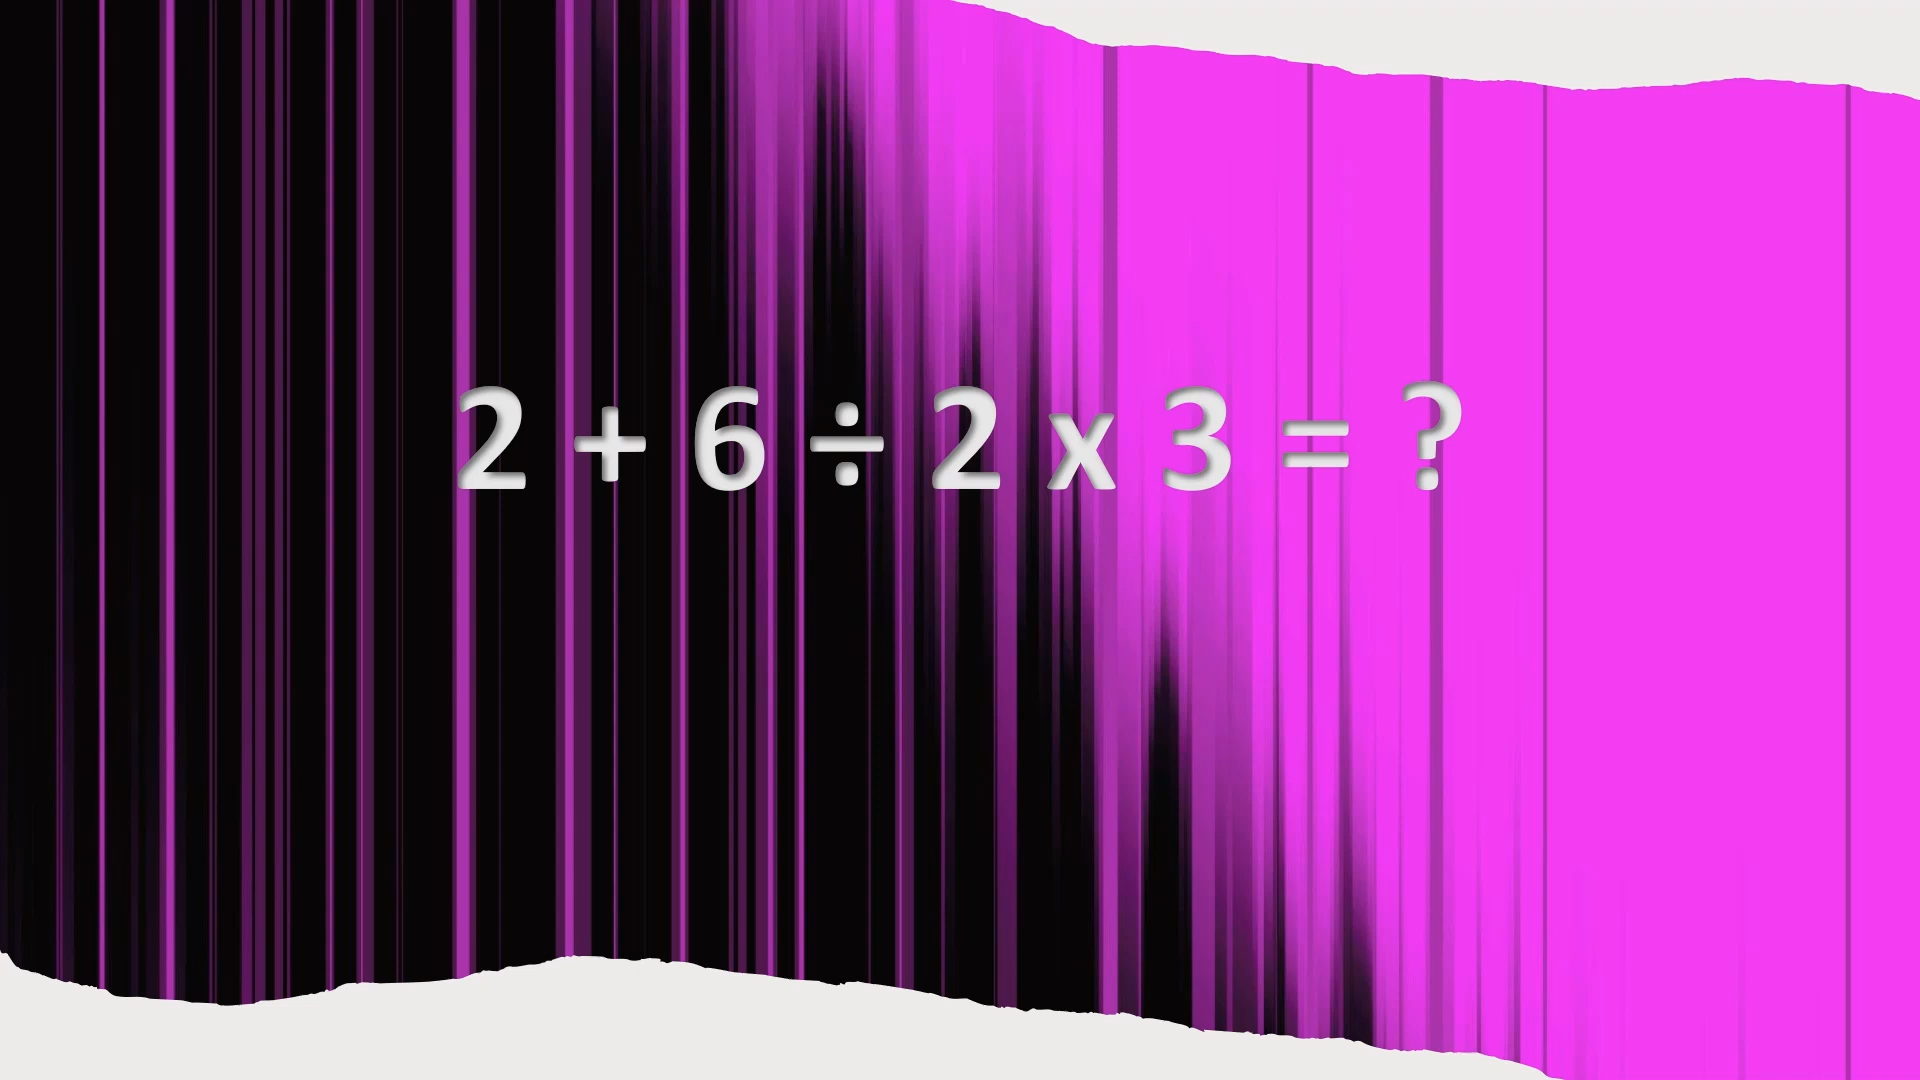 2 + 6 ÷ 2 x 3 = ?